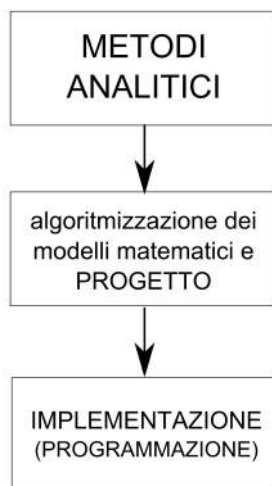 METODI
ANALITICI
algoritmizzazione dei
modelli matematici e
PROGETTO
IMPLEMENTAZIONE
(PROGRAMMAZIONE)